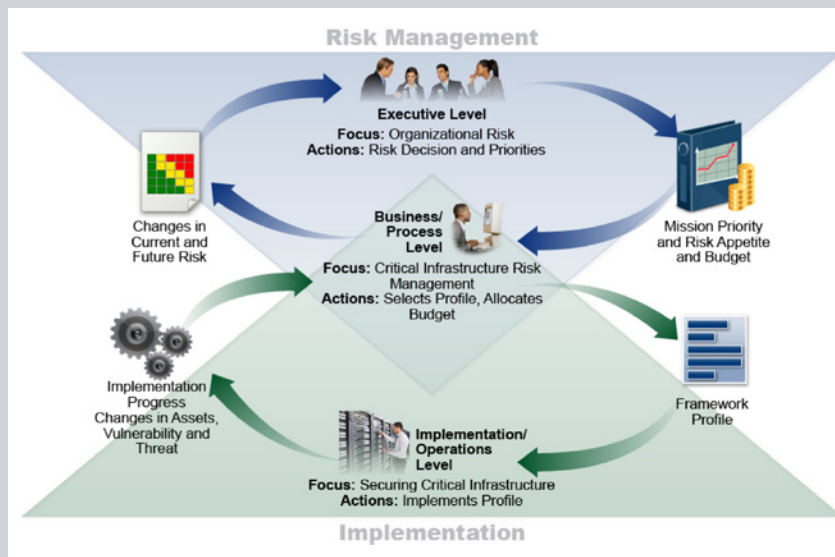 Risk Management
Executive Level
Focus: Organizational Risk
Actions: Risk Decision and Priorities
Changes in
Current and
Future Risk
Mission Priority
and Risk Appetite
and Budget
Business/
Process
Level
Focus: Critical Infrastructure Risk
Management
Actions: Selects Profile, Allocates
Budget
Implementation
Progress
Changes in Assets,
Vulnerability and
Threat
Framework
Profile
Implementation/
Operations
Level
Focus: Securing Critical Infrastructure
Actions: Implements Profile
Implementation